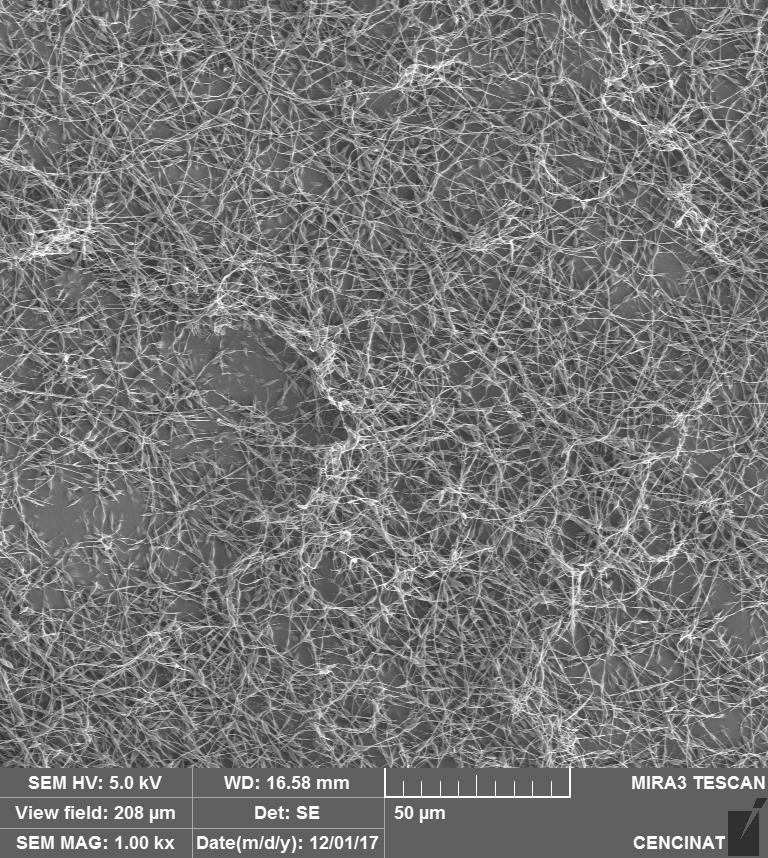 SEM HV: 5.0 kV WD: 16.58 mm MIRA3 TESCAN
View field: 208 µm Det: SE 50 µm
SEM MAG: 1.00 kx Date(m/d/y): 12/01/17 CENCINAT